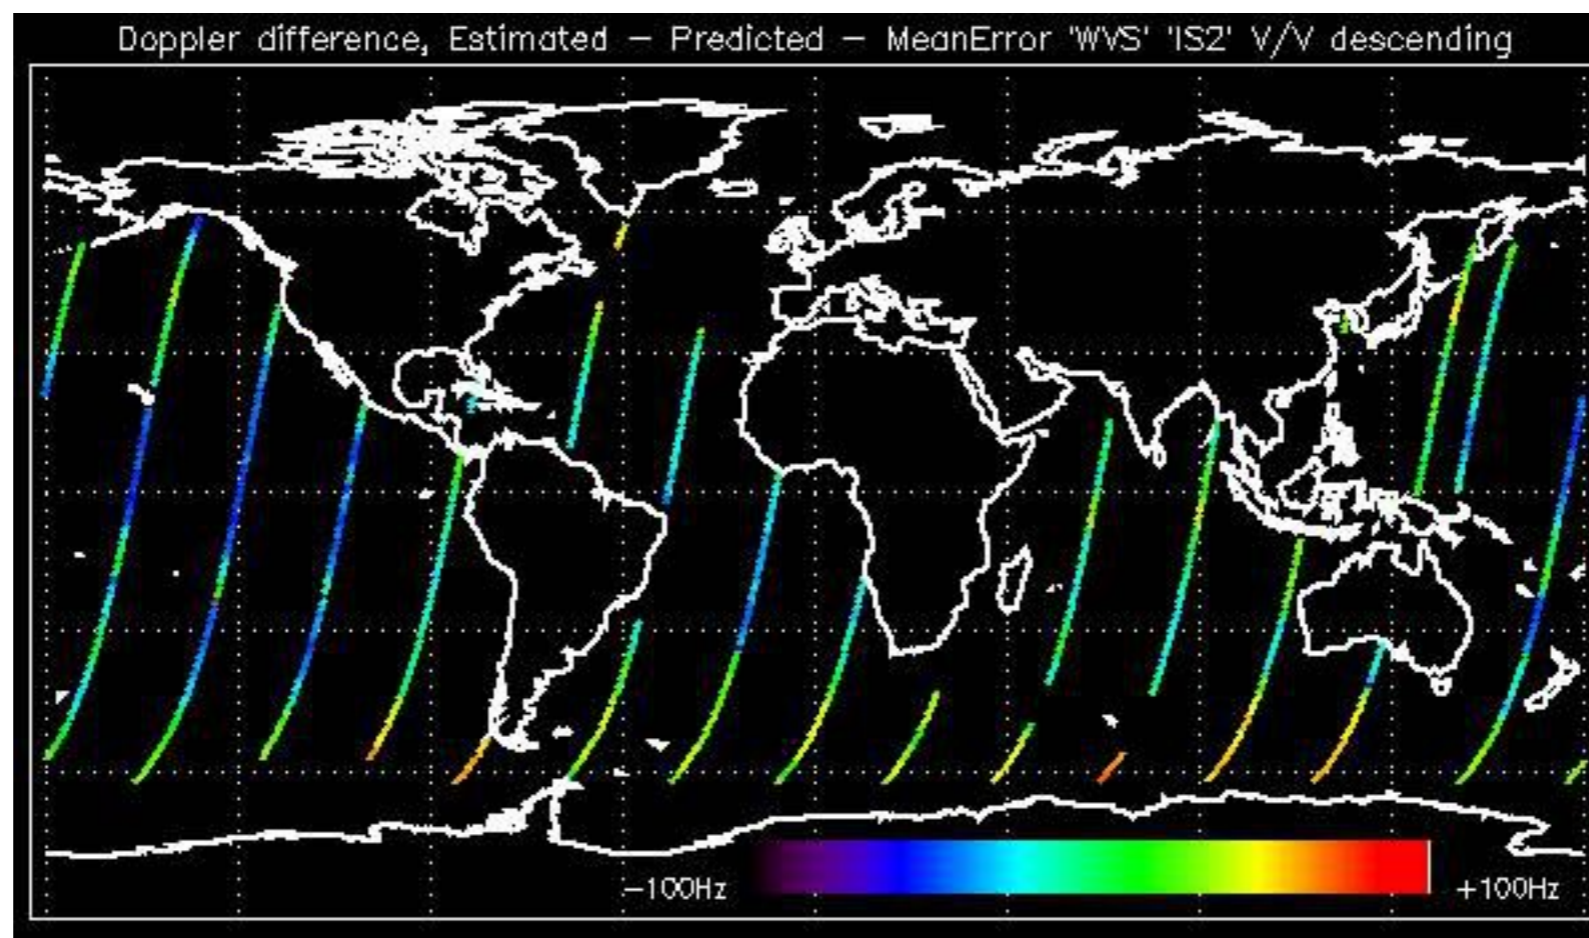 Doppler difference, Estimated – Predicted – MeanError 'WVS' 'IS2' V/V descending
-100Hz +100Hz